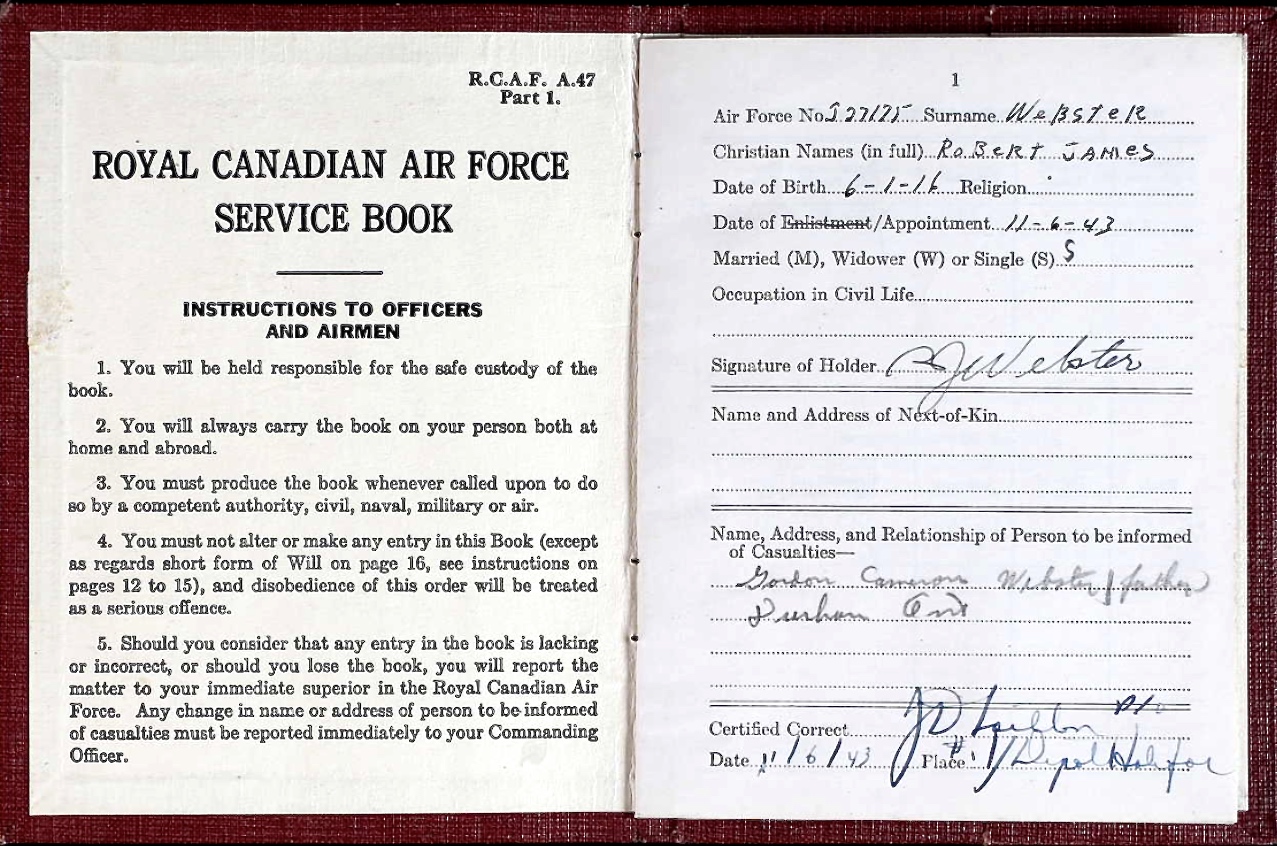 R.C.A.F. A.47
Part 1.
ROYAL CANADIAN AIR FORCE
SERVICE BOOK
INSTRUCTIONS TO OFFICERS
AND AIRMEN
1. You will be held responsible for the safe custody of the
book.
2. You will always carry the book on your person both at
home and abroad.
3. You must produce the book whenever called upon to do
so by a competent authority, civil, naval, military or air.
4. You must not alter or make any entry in this Book (except
as regards short form of Will on page 16, see instructions on
pages 12 to 15), and disobedience of this order will be treated
as a serious offence.
5. Should you consider that any entry in the book is lacking
or incorrect, or should you lose the book, you will report the
matter to your immediate superior in the Royal Canadian Air
Force. Any change in name or address of person to be informed
of casualties must be reported immediately to your Commanding
Officer.
1
Air Force No. J27175 Surname WeBSTeR
Christian Names (in full) RoBeRT JAMeS
Date of Birth 6-1-16 Religion
Date of Enlistment/Appointment 11-6-43
Married (M), Widower (W) or Single (S) S
Occupation in Civil Life
Signature of Holder RJWebster
Name and Address of Next-of-Kin
Name, Address, and Relationship of Person to be informed
of Casualties—
Gordon Cameron Webster / father
Durham Ont
Certified Correct
Date 11/6/43 Place "1" Y Depot Halifax